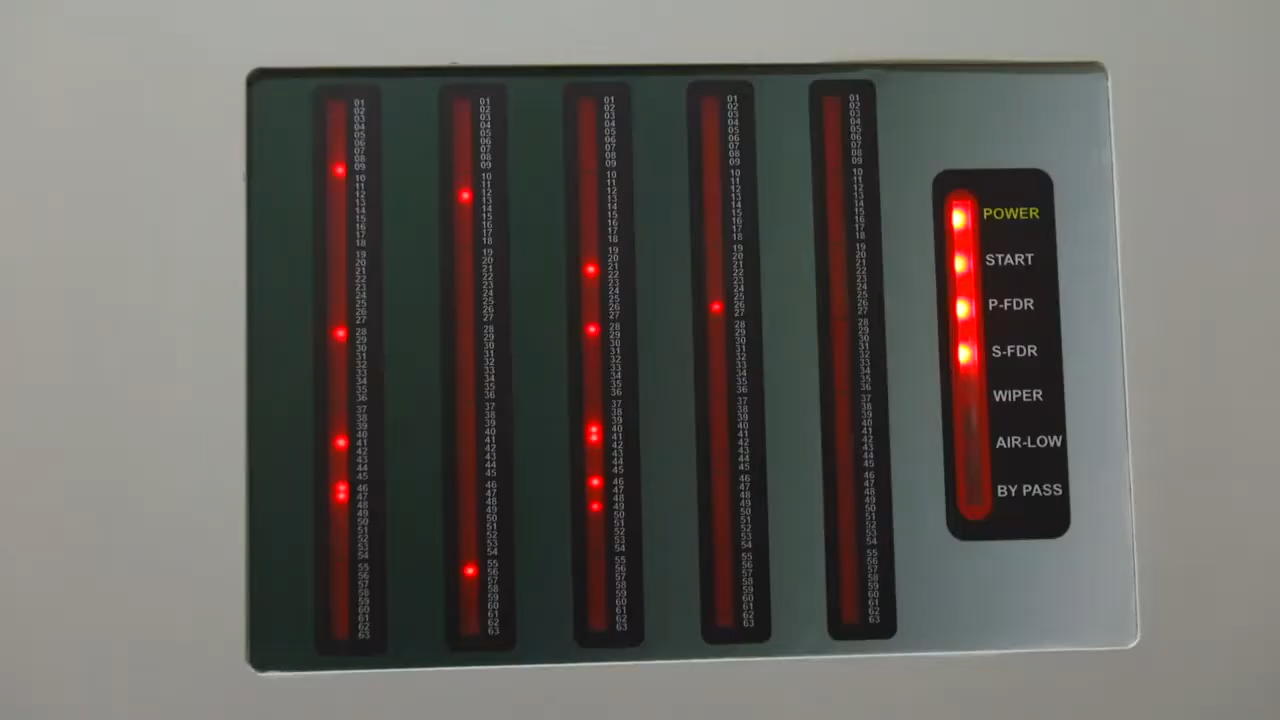 01 01 01 01 01
02 02 02 02 02
03 03 03 03 03
04 04 04 04 04
05 05 05 05 05
06 06 06 06 06
07 07 07 07 07
08 08 08 08 08
09 09 09 09 09
10 10 10 10 10
11 11 11 11 11
12 12 12 12 12
13 13 13 13 13
14 14 14 14 14
15 15 15 15 15
16 16 16 16 16
17 17 17 17 17
18 18 18 18 18
19 19 19 19 19
20 20 20 20 20
21 21 21 21 21
22 22 22 22 22
23 23 23 23 23
24 24 24 24 24
25 25 25 25 25
26 26 26 26 26
27 27 27 27 27
28 28 28 28 28
29 29 29 29 29
30 30 30 30 30
31 31 31 31 31
32 32 32 32 32
33 33 33 33 33
34 34 34 34 34
35 35 35 35 35
36 36 36 36 36
37 37 37 37 37
38 38 38 38 38
39 39 39 39 39
40 40 40 40 40
41 41 41 41 41
42 42 42 42 42
43 43 43 43 43
44 44 44 44 44
45 45 45 45 45
46 46 46 46 46
47 47 47 47 47
48 48 48 48 48
49 49 49 49 49
50 50 50 50 50
51 51 51 51 51
52 52 52 52 52
53 53 53 53 53
54 54 54 54 54
55 55 55 55 55
56 56 56 56 56
57 57 57 57 57
58 58 58 58 58
59 59 59 59 59
60 60 60 60 60
61 61 61 61 61
62 62 62 62 62
63 63 63 63 63
POWER
START
P-FDR
S-FDR
WIPER
AIR-LOW
BY PASS